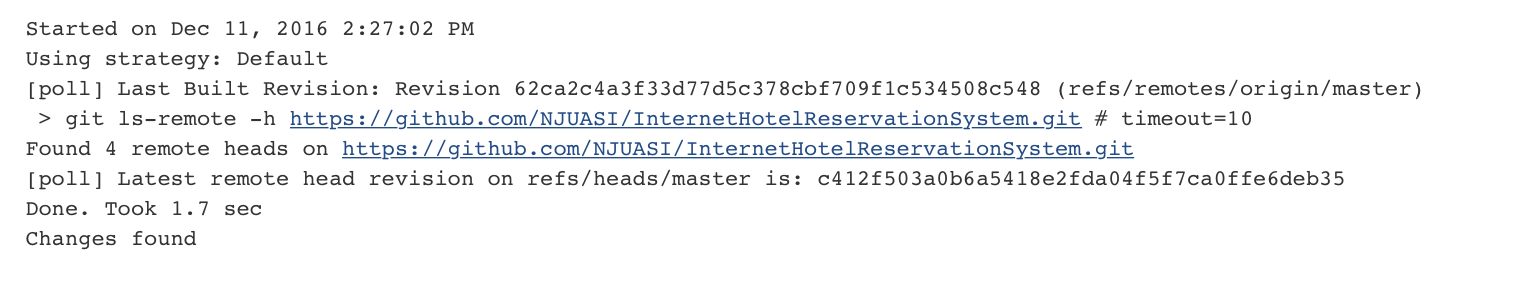 Started on Dec 11, 2016 2:27:02 PM
Using strategy: Default
[poll] Last Built Revision: Revision 62ca2c4a3f33d77d5c378cbf709f1c534508c548 (refs/remotes/origin/master)
 > git ls-remote -h https://github.com/NJUASI/InternetHotelReservationSystem.git # timeout=10
Found 4 remote heads on https://github.com/NJUASI/InternetHotelReservationSystem.git
[poll] Latest remote head revision on refs/heads/master is: c412f503a0b6a5418e2fda04f5f7ca0ffe6deb35
Done. Took 1.7 sec
Changes found